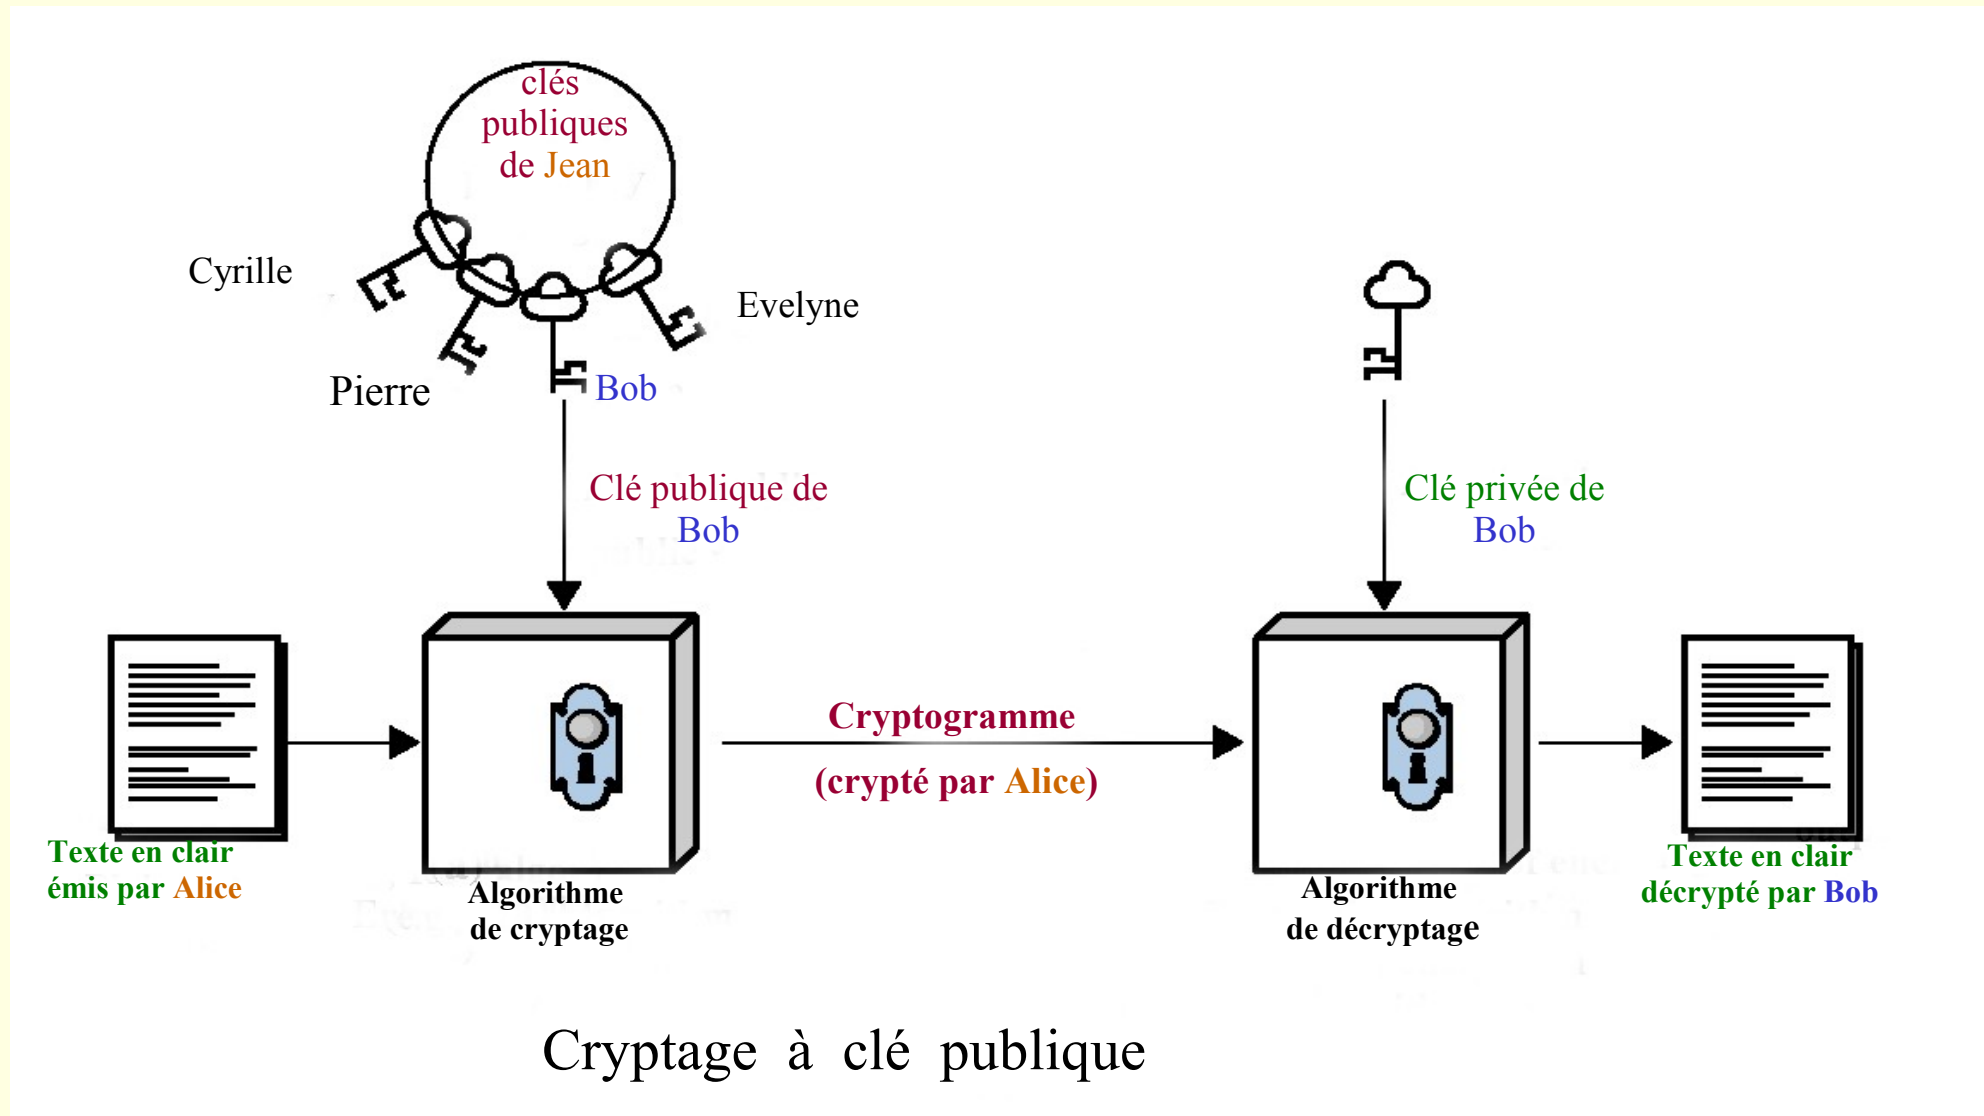 clés
publiques
de Jean
Cyrille
Evelyne
Pierre
Bob
Clé publique de
Bob
Clé privée de
Bob
Cryptogramme
(crypté par Alice)
Texte en clair
émis par Alice
Algorithme
de cryptage
Algorithme
de décryptage
Texte en clair
décrypté par Bob
Cryptage à clé publique